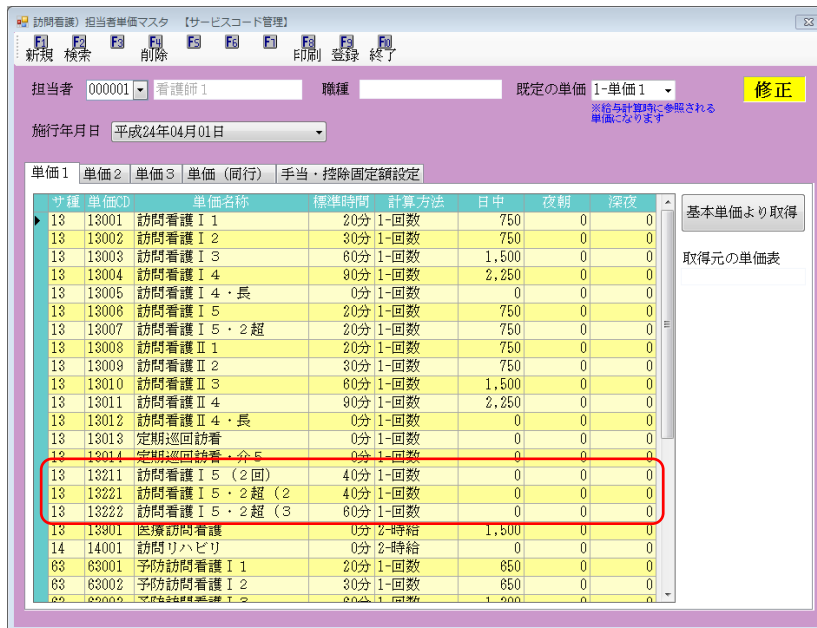 訪問看護）担当者単価マスタ 【サービスコード管理】
F1 F2 F3 F4 F5 F6 F7 F8 F9 F10
新規 検索 削除 印刷 登録 終了
担当者 000001 看護師1 職種 既定の単価 1-単価1 修正
※給与計算時に参照される
単価になります
施行年月日 平成24年04月01日
単価1 単価2 単価3 単価（同行） 手当・控除固定額設定
サ種 単価CD 単価名称 標準時間 計算方法 日中 夜朝 深夜
基本単価より取得
取得元の単価表
13 13001 訪問看護Ⅰ1 20分 1-回数 750 0 0
13 13002 訪問看護Ⅰ2 30分 1-回数 750 0 0
13 13003 訪問看護Ⅰ3 60分 1-回数 1,500 0 0
13 13004 訪問看護Ⅰ4 90分 1-回数 2,250 0 0
13 13005 訪問看護Ⅰ4・長 0分 1-回数 0 0 0
13 13006 訪問看護Ⅰ5 20分 1-回数 750 0 0
13 13007 訪問看護Ⅰ5・2超 20分 1-回数 750 0 0
13 13008 訪問看護Ⅱ1 20分 1-回数 750 0 0
13 13009 訪問看護Ⅱ2 30分 1-回数 750 0 0
13 13010 訪問看護Ⅱ3 60分 1-回数 1,500 0 0
13 13011 訪問看護Ⅱ4 90分 1-回数 2,250 0 0
13 13012 訪問看護Ⅱ4・長 0分 1-回数 0 0 0
13 13013 定期巡回訪看 0分 1-回数 0 0 0
13 13014 定期巡回訪看・介5 0分 1-回数 0 0 0
13 13211 訪問看護Ⅰ5（2回） 40分 1-回数 0 0 0
13 13221 訪問看護Ⅰ5・2超（2 40分 1-回数 0 0 0
13 13222 訪問看護Ⅰ5・2超（3 60分 1-回数 0 0 0
13 13901 医療訪問看護 0分 2-時給 1,500 0 0
14 14001 訪問リハビリ 0分 2-時給 0 0 0
63 63001 予防訪問看護Ⅰ1 20分 1-回数 650 0 0
63 63002 予防訪問看護Ⅰ2 30分 1-回数 650 0 0